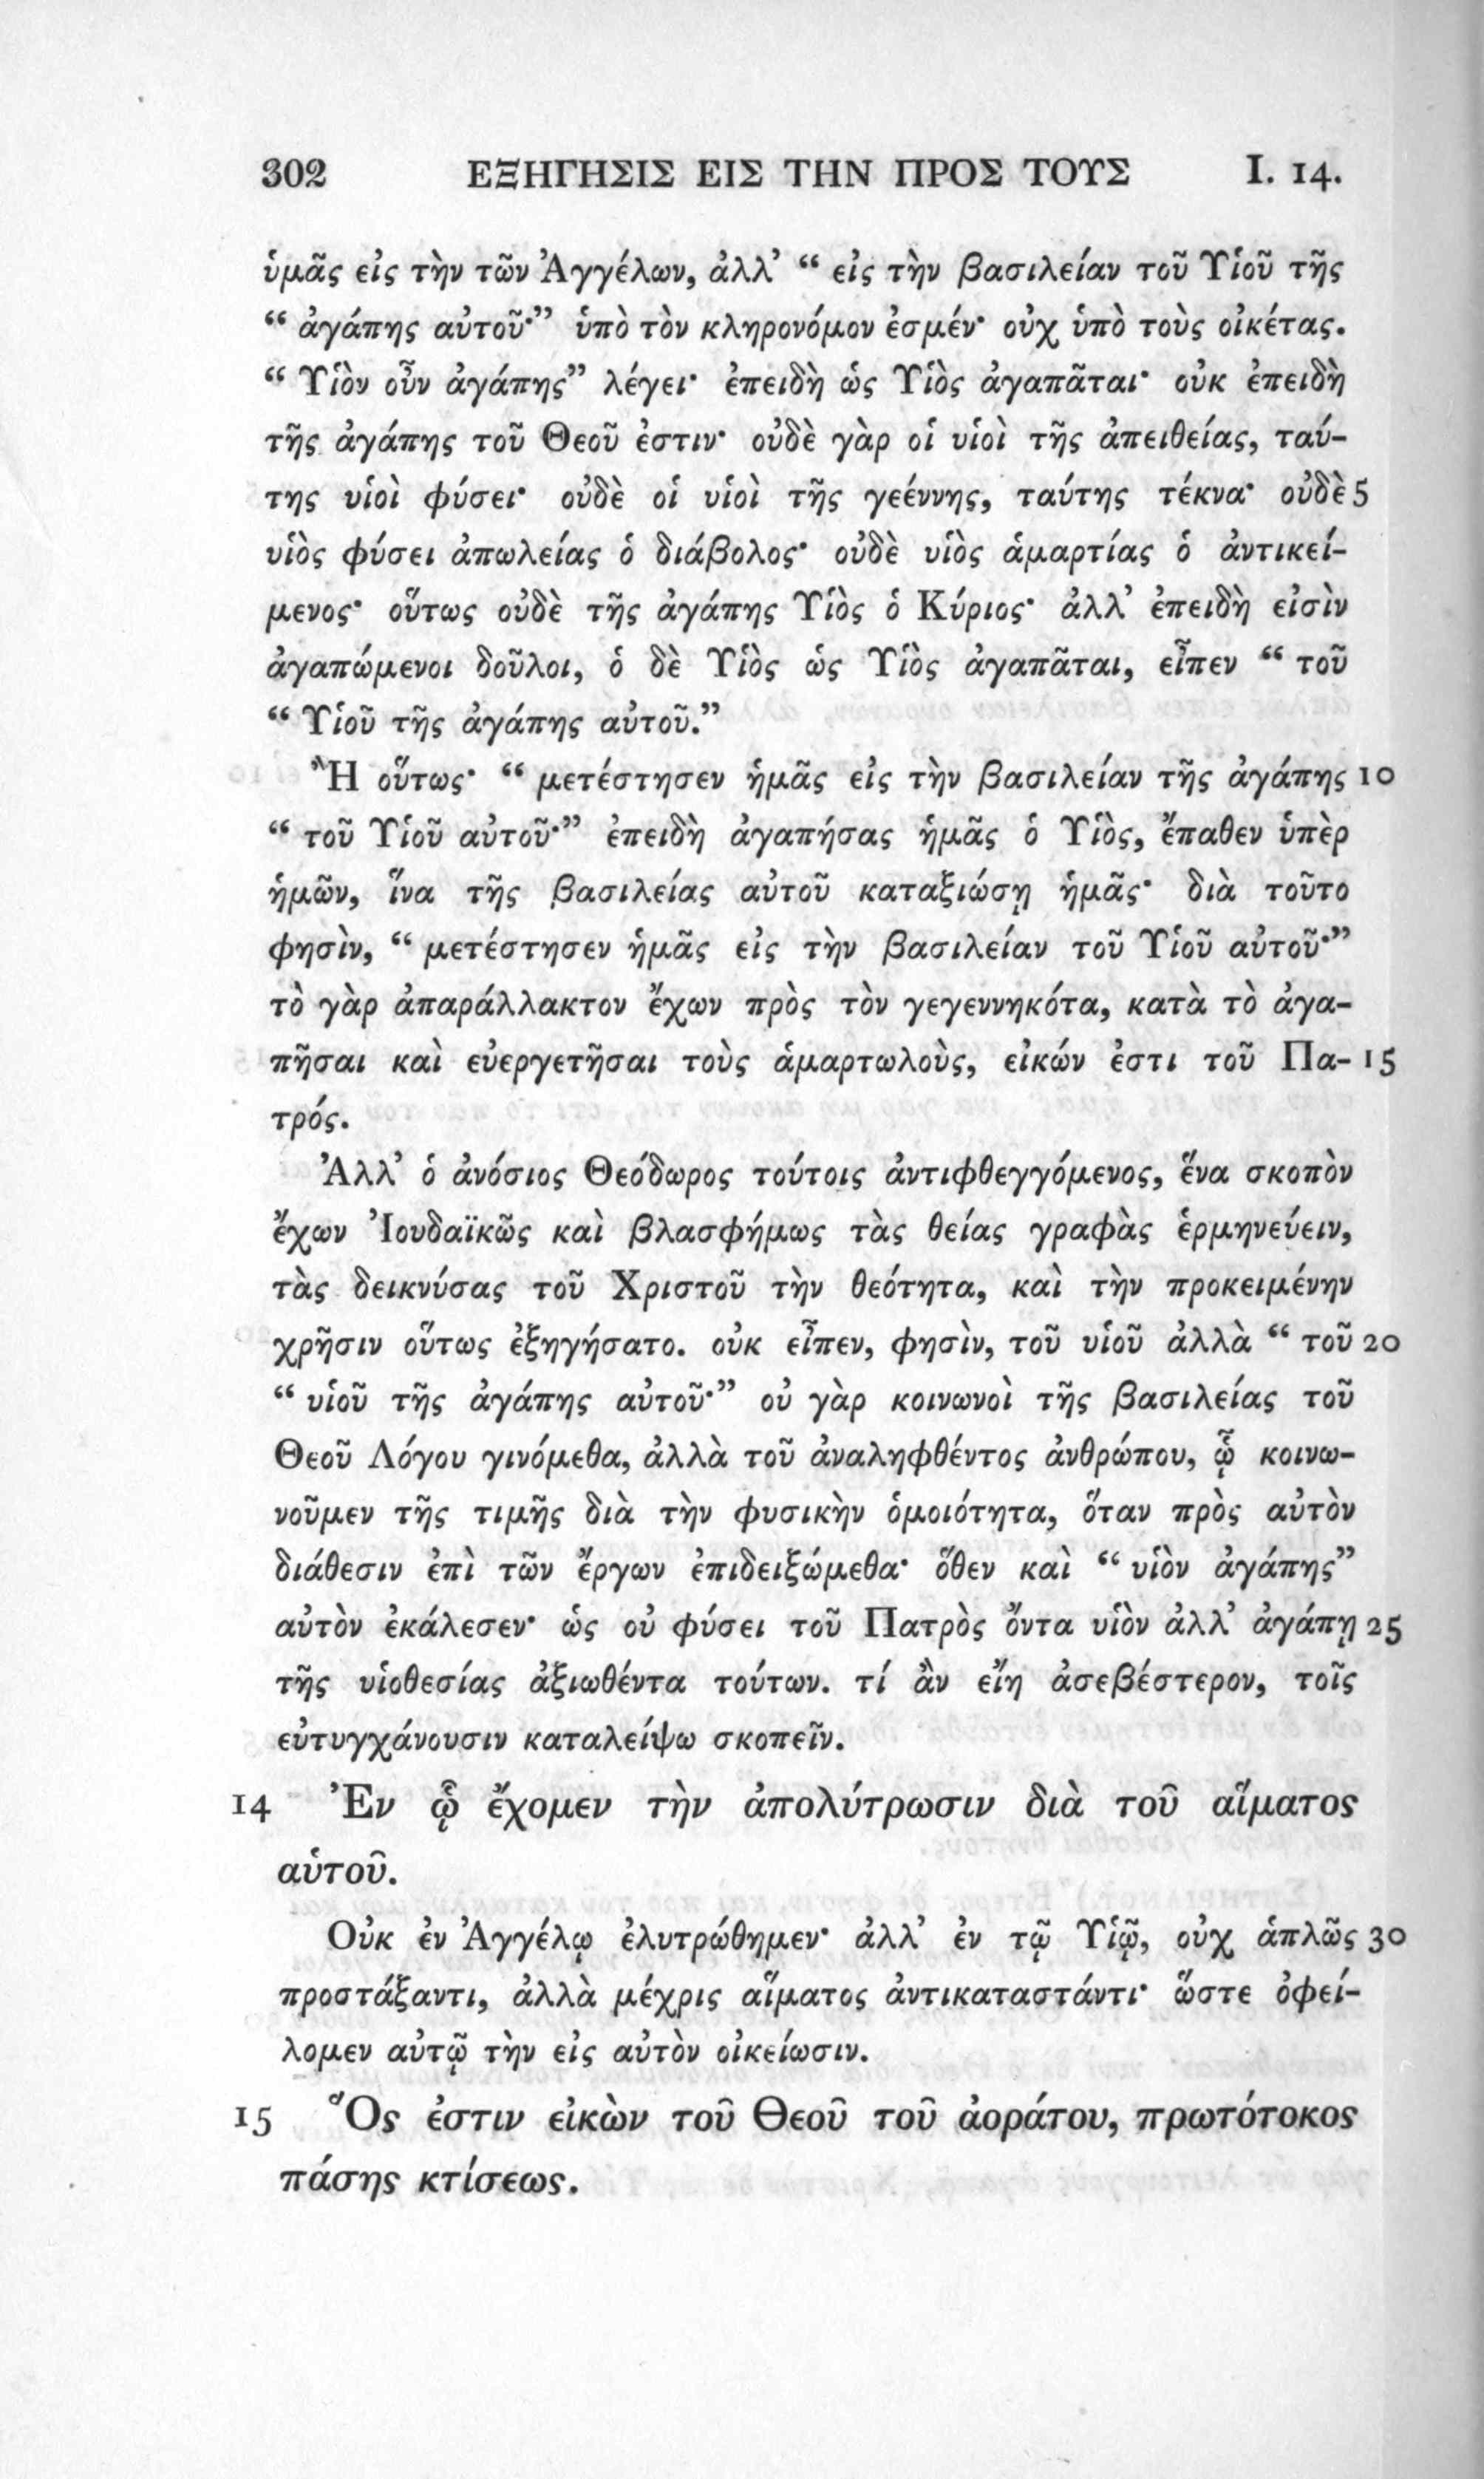 302 ΕΞΗΓΗΣΙΣ ΕΙΣ ΤΗΝ ΠΡΟΣ ΤΟΥΣ I. 14.
ὑμᾶς εἰς τὴν τῶν Ἀγγέλων, ἀλλ’ “ εἰς τὴν βασιλείαν τοῦ Υἱοῦ τῆς
“ ἀγάπης αὐτοῦ·” ὑπὸ τὸν κληρονόμον ἐσμέν· οὐχ ὑπὸ τοὺς οἰκέτας.
“ Υἱὸν οὖν ἀγάπης” λέγει· ἐπειδὴ ὡς Υἱὸς ἀγαπᾶται· οὐκ ἐπειδὴ
τῆς ἀγάπης τοῦ Θεοῦ ἐστιν· οὐδὲ γὰρ οἱ υἱοὶ τῆς ἀπειθείας, ταύ-
της υἱοὶ φύσει· οὐδὲ οἱ υἱοὶ τῆς γεέννης, ταύτης τέκνα· οὐδὲ 5
υἱὸς φύσει ἀπωλείας ὁ διάβολος· οὐδὲ υἱὸς ἁμαρτίας ὁ ἀντικεί-
μενος· οὕτως οὐδὲ τῆς ἀγάπης Υἱὸς ὁ Κύριος· ἀλλ’ ἐπειδὴ εἰσὶν
ἀγαπώμενοι δοῦλοι, ὁ δὲ Υἱὸς ὡς Υἱὸς ἀγαπᾶται, εἶπεν “ τοῦ
“ Υἱοῦ τῆς ἀγάπης αὐτοῦ.”
Ἢ οὕτως· “ μετέστησεν ἡμᾶς εἰς τὴν βασιλείαν τῆς ἀγάπης 10
“ τοῦ Υἱοῦ αὐτοῦ·” ἐπειδὴ ἀγαπήσας ἡμᾶς ὁ Υἱὸς, ἔπαθεν ὑπὲρ
ἡμῶν, ἵνα τῆς βασιλείας αὐτοῦ καταξιώσῃ ἡμᾶς· διὰ τοῦτο
φησὶν, “ μετέστησεν ἡμᾶς εἰς τὴν βασιλείαν τοῦ Υἱοῦ αὐτοῦ·”
τὸ γὰρ ἀπαράλλακτον ἔχων πρὸς τὸν γεγεννηκότα, κατὰ τὸ ἀγα-
πῆσαι καὶ εὐεργετῆσαι τοὺς ἁμαρτωλοὺς, εἰκών ἐστι τοῦ Πα- 15
τρός.
Ἀλλ’ ὁ ἀνόσιος Θεόδωρος τούτοις ἀντιφθεγγόμενος, ἕνα σκοπὸν
ἔχων Ἰουδαϊκῶς καὶ βλασφήμως τὰς θείας γραφὰς ἑρμηνεύειν,
τὰς δεικνύσας τοῦ Χριστοῦ τὴν θεότητα, καὶ τὴν προκειμένην
χρῆσιν οὕτως ἐξηγήσατο. οὐκ εἶπεν, φησὶν, τοῦ υἱοῦ ἀλλὰ “ τοῦ 20
“ υἱοῦ τῆς ἀγάπης αὐτοῦ·” οὐ γὰρ κοινωνοὶ τῆς βασιλείας τοῦ
Θεοῦ Λόγου γινόμεθα, ἀλλὰ τοῦ ἀναληφθέντος ἀνθρώπου, ᾧ κοινω-
νοῦμεν τῆς τιμῆς διὰ τὴν φυσικὴν ὁμοιότητα, ὅταν πρὸς αὐτὸν
διάθεσιν ἐπὶ τῶν ἔργων ἐπιδειξώμεθα· ὅθεν καὶ “ υἱὸν ἀγάπης”
αὐτὸν ἐκάλεσεν· ὡς οὐ φύσει τοῦ Πατρὸς ὄντα υἱὸν ἀλλ’ ἀγάπῃ 25
τῆς υἱοθεσίας ἀξιωθέντα τούτων. τί ἂν εἴη ἀσεβέστερον, τοῖς
εὐτυγχάνουσιν καταλείψω σκοπεῖν.
14 Ἐν ᾧ ἔχομεν τὴν ἀπολύτρωσιν διὰ τοῦ αἵματος
αὑτοῦ.
Οὐκ ἐν Ἀγγέλῳ ἐλυτρώθημεν· ἀλλ’ ἐν τῷ Υἱῷ, οὐχ ἁπλῶς 30
προστάξαντι, ἀλλὰ μέχρις αἵματος ἀντικαταστάντι· ὥστε ὀφεί-
λομεν αὐτῷ τὴν εἰς αὐτὸν οἰκείωσιν.
15 Ὅς ἐστιν εἰκὼν τοῦ Θεοῦ τοῦ ἀοράτου, πρωτότοκος
πάσης κτίσεως.